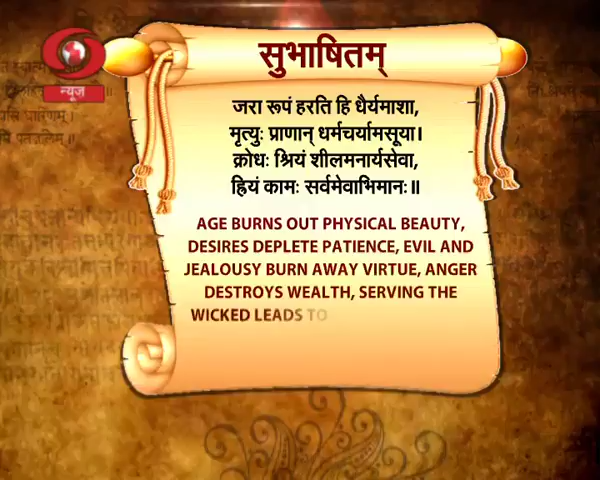 सुभाषितम्
न्यूज़
जरा रूपं हरति हि धैर्यमाशा,
मृत्युः प्राणान् धर्मचर्यामसूया।
क्रोधः श्रियं शीलमनार्यसेवा,
ह्रियं कामः सर्वमेवाभिमानः॥
AGE BURNS OUT PHYSICAL BEAUTY,
DESIRES DEPLETE PATIENCE, EVIL AND
JEALOUSY BURN AWAY VIRTUE, ANGER
DESTROYS WEALTH, SERVING THE
WICKED LEADS TO